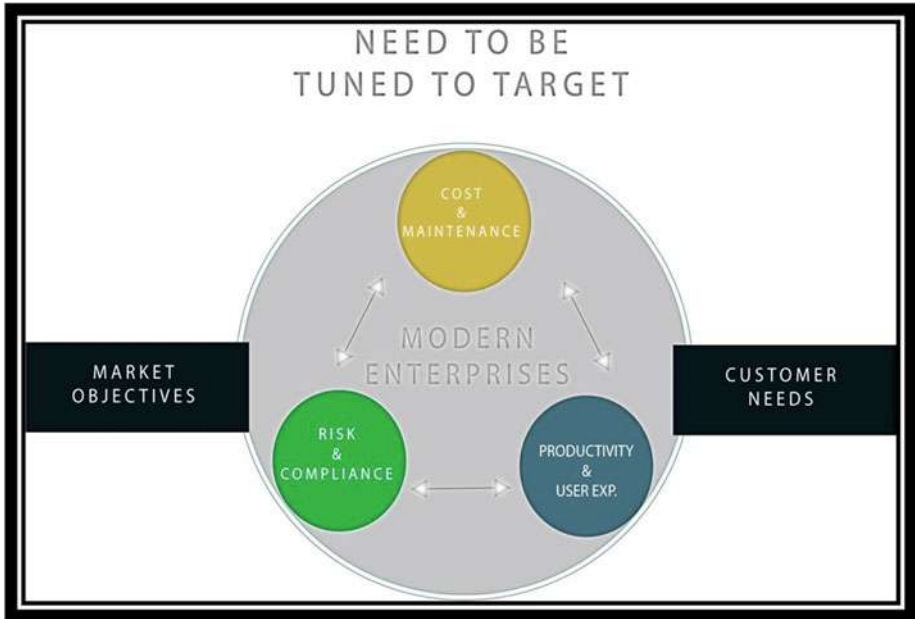 NEED TO BE
TUNED TO TARGET
COST
&
MAINTENANCE
MODERN
ENTERPRISES
MARKET
OBJECTIVES
CUSTOMER
NEEDS
RISK
&
COMPLIANCE
PRODUCTIVITY
&
USER EXP.